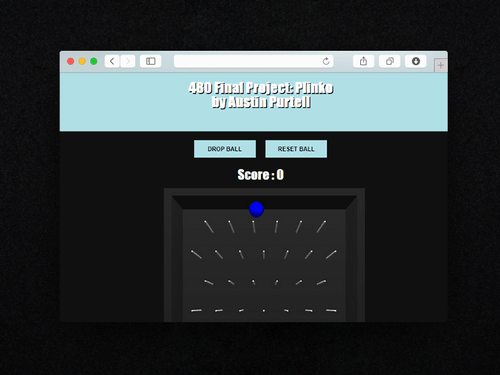 480 Final Project: Plinko
by Austin Purtell
DROP BALL RESET BALL
Score : 0